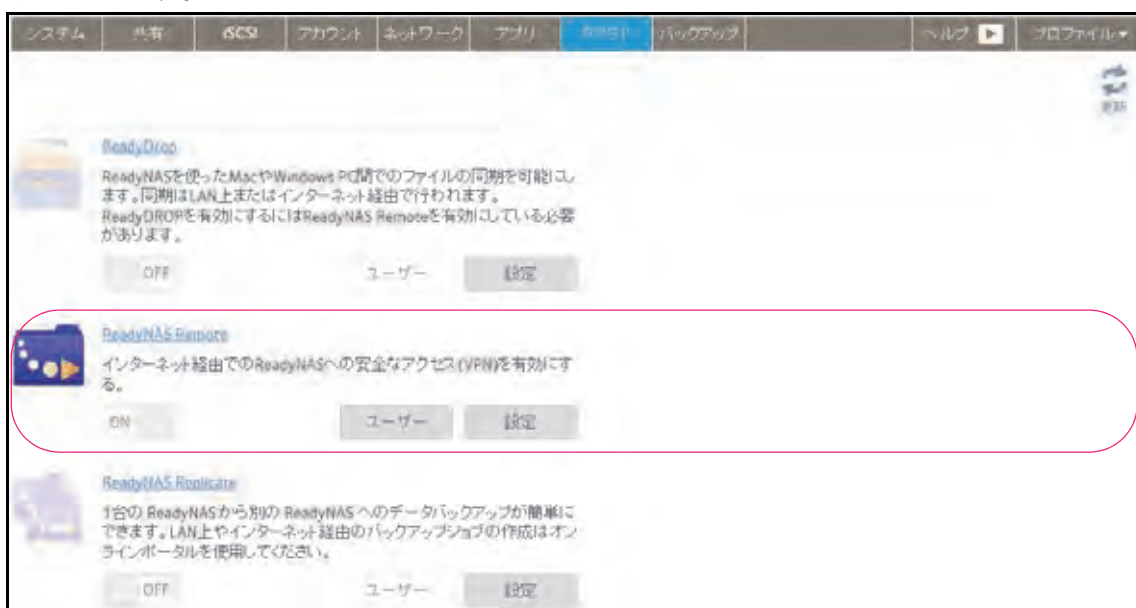 システム 共有 iSCSI アカウント ネットワーク アプリ クラウド バックアップ ヘルプ プロファイル
更新
ReadyDrop
ReadyNASを使ったMacやWindows PC間でのファイルの同期を可能にし
ます。同期はLAN上またはインターネット経由で行われます。
ReadyDROPを有効にするにはReadyNAS Remoteを有効にしている必要
があります。
OFF ユーザー 設定
ReadyNAS Remote
インターネット経由でのReadyNASへの安全なアクセス(VPN)を有効にす
る。
ON ユーザー 設定
ReadyNAS Replicate
1台の ReadyNASから別の ReadyNAS へのデータバックアップが簡単に
できます。LAN上やインターネット経由のバックアップジョブの作成はオン
ラインポータルを使用してください。
OFF ユーザー 設定